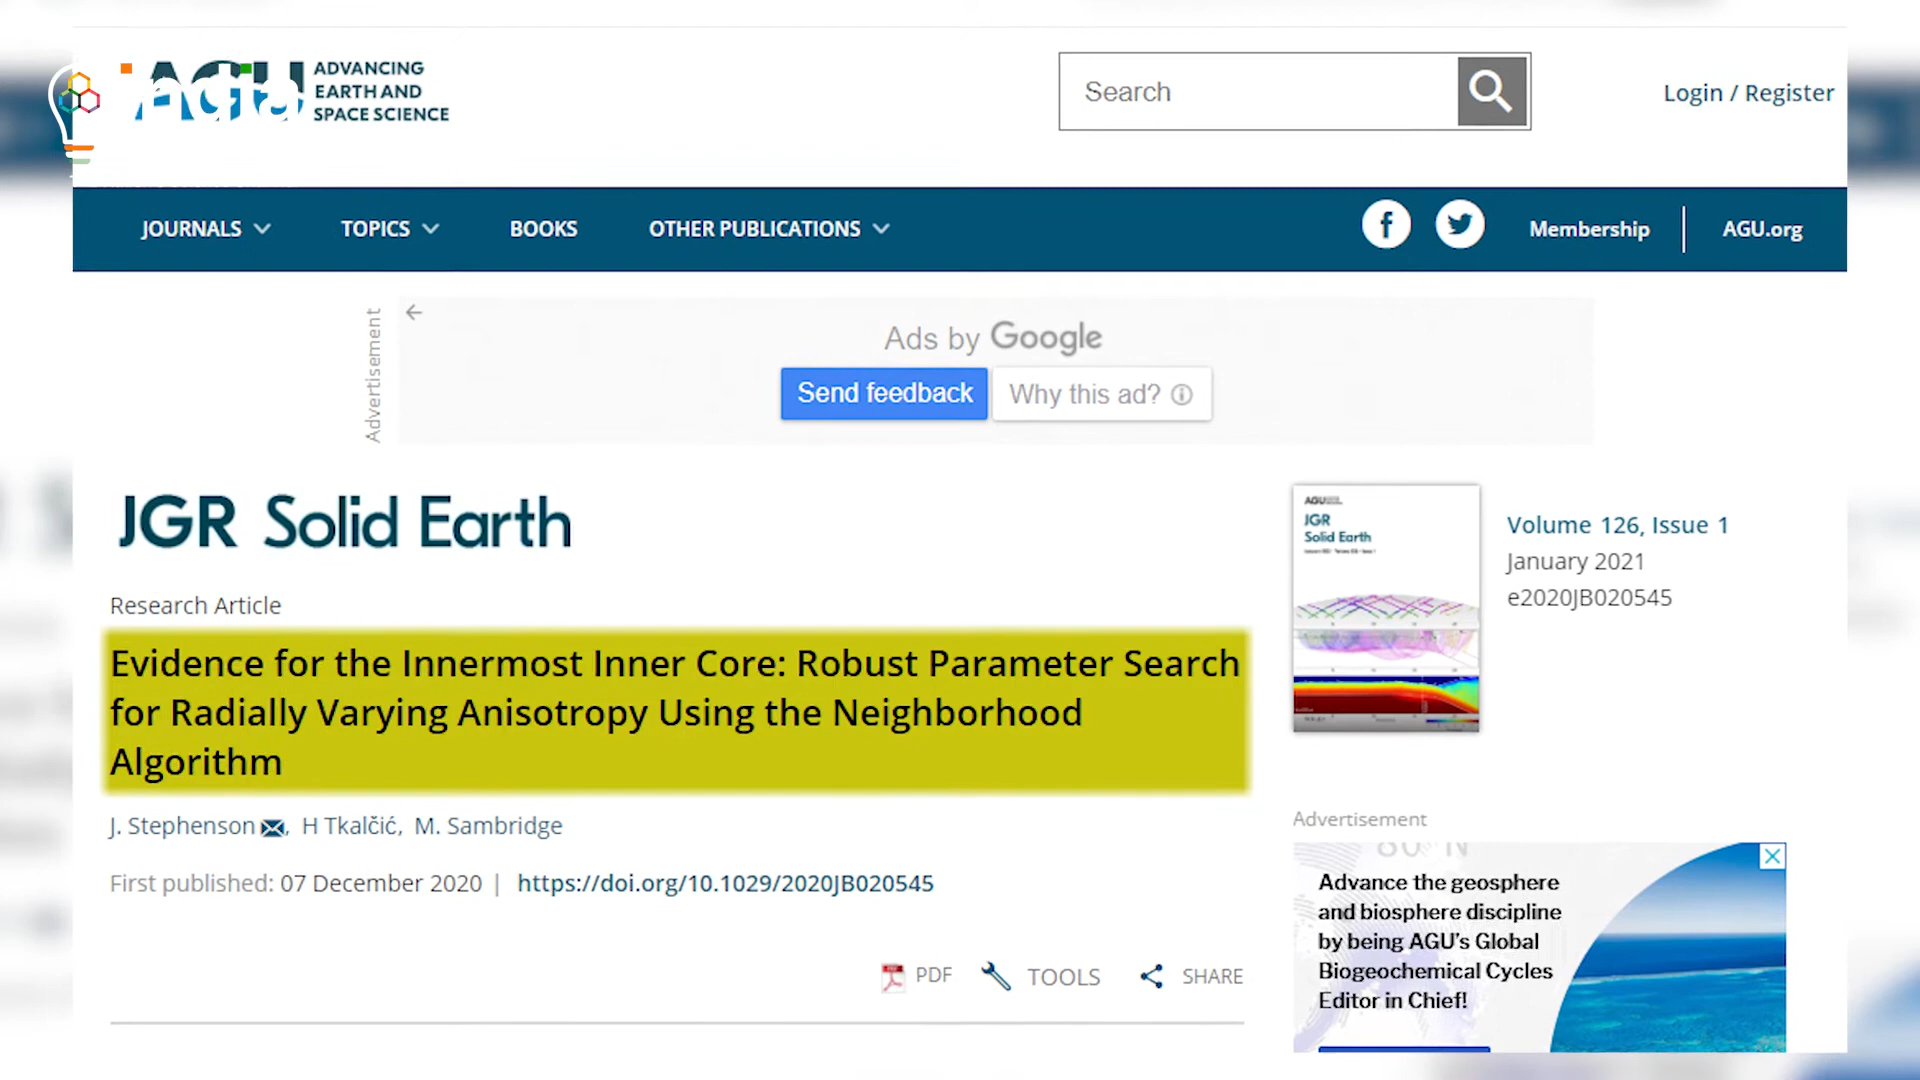 AGU
ADVANCING
EARTH AND
SPACE SCIENCE
india
Search
Login / Register
JOURNALS
TOPICS
BOOKS
OTHER PUBLICATIONS
Membership
AGU.org
Advertisement
Ads by Google
Send feedback
Why this ad?
JGR Solid Earth
AGU
JGR
Solid Earth
Volume 126, Issue 1
January 2021
e2020JB020545
Research Article
Evidence for the Innermost Inner Core: Robust Parameter Search
for Radially Varying Anisotropy Using the Neighborhood
Algorithm
J. Stephenson, H Tkalčić, M. Sambridge
First published: 07 December 2020 | https://doi.org/10.1029/2020JB020545
PDF
TOOLS
SHARE
Advertisement
Advance the geosphere
and biosphere discipline
by being AGU's Global
Biogeochemical Cycles
Editor in Chief!